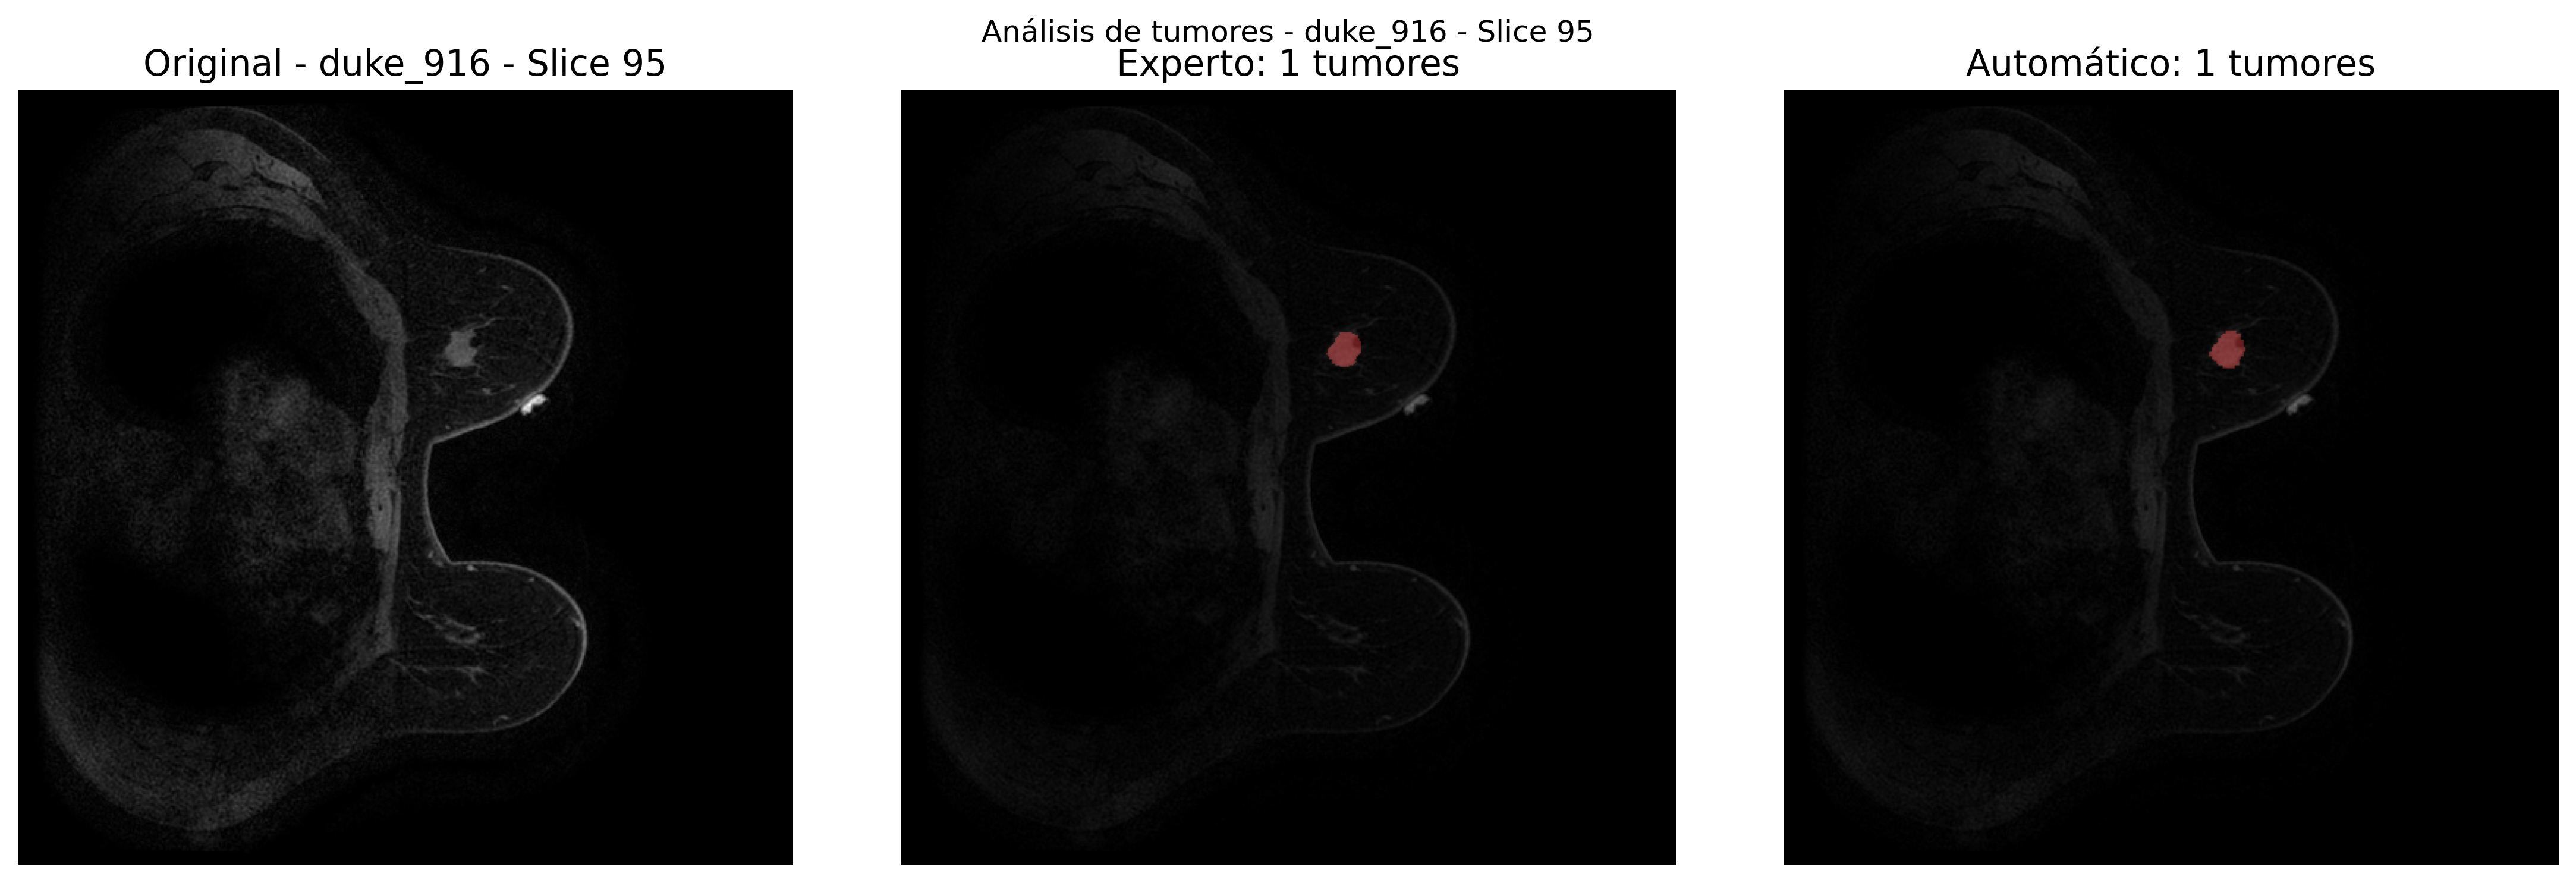 Análisis de tumores - duke_916 - Slice 95
Original - duke_916 - Slice 95
Experto: 1 tumores
Automático: 1 tumores